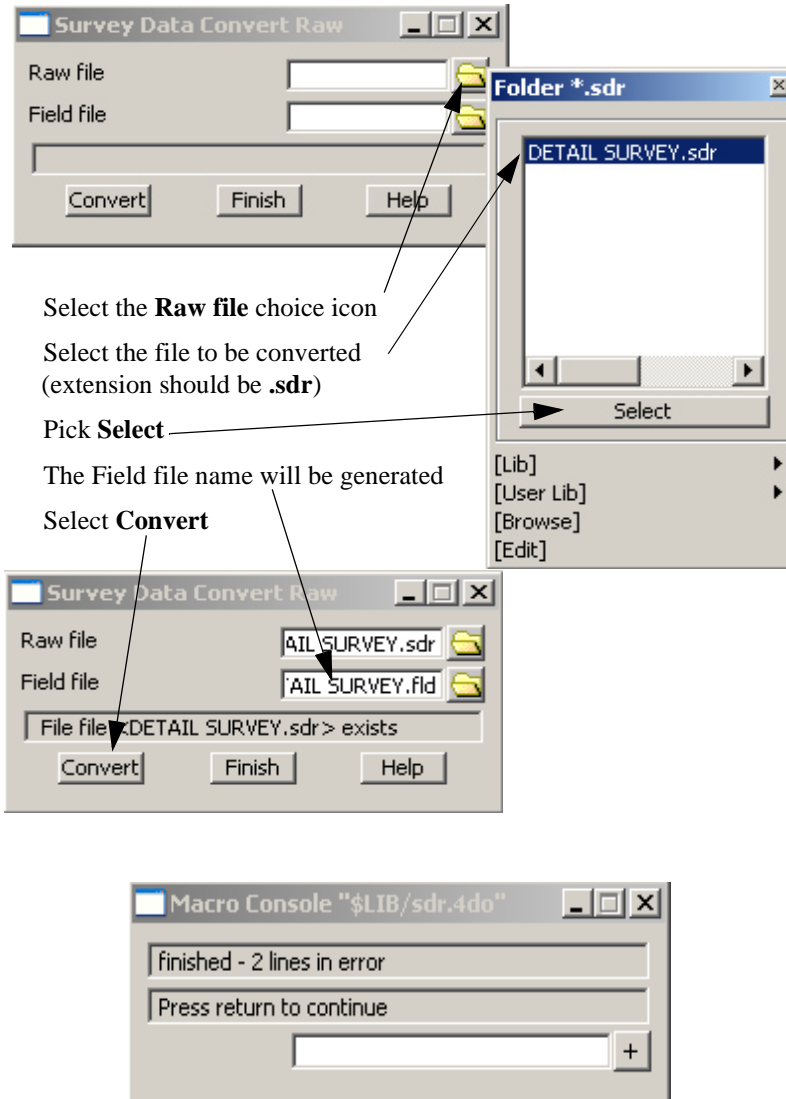 Survey Data Convert Raw
Raw file
Field file
Convert Finish Help
Folder *.sdr
DETAIL SURVEY.sdr
Select
[Lib]
[User Lib]
[Browse]
[Edit]
Select the Raw file choice icon
Select the file to be converted
(extension should be .sdr)
Pick Select
The Field file name will be generated
Select Convert
Survey Data Convert Raw
Raw file AIL SURVEY.sdr
Field file AIL SURVEY.fld
File file <DETAIL SURVEY.sdr> exists
Convert Finish Help
Macro Console "$LIB/sdr.4do"
finished - 2 lines in error
Press return to continue
+